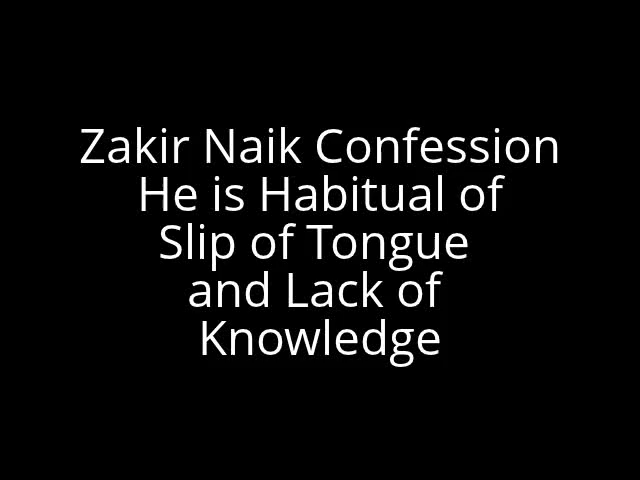 Zakir Naik Confession
He is Habitual of
Slip of Tongue
and Lack of
Knowledge